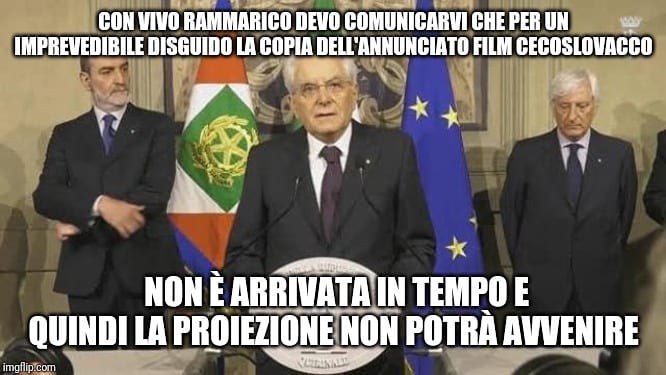 CON VIVO RAMMARICO DEVO COMUNICARVI CHE PER UN
IMPREVEDIBILE DISGUIDO LA COPIA DELL'ANNUNCIATO FILM CECOSLOVACCO
NON È ARRIVATA IN TEMPO E
QUINDI LA PROIEZIONE NON POTRÀ AVVENIRE
QUIRINALE
imgflip.com